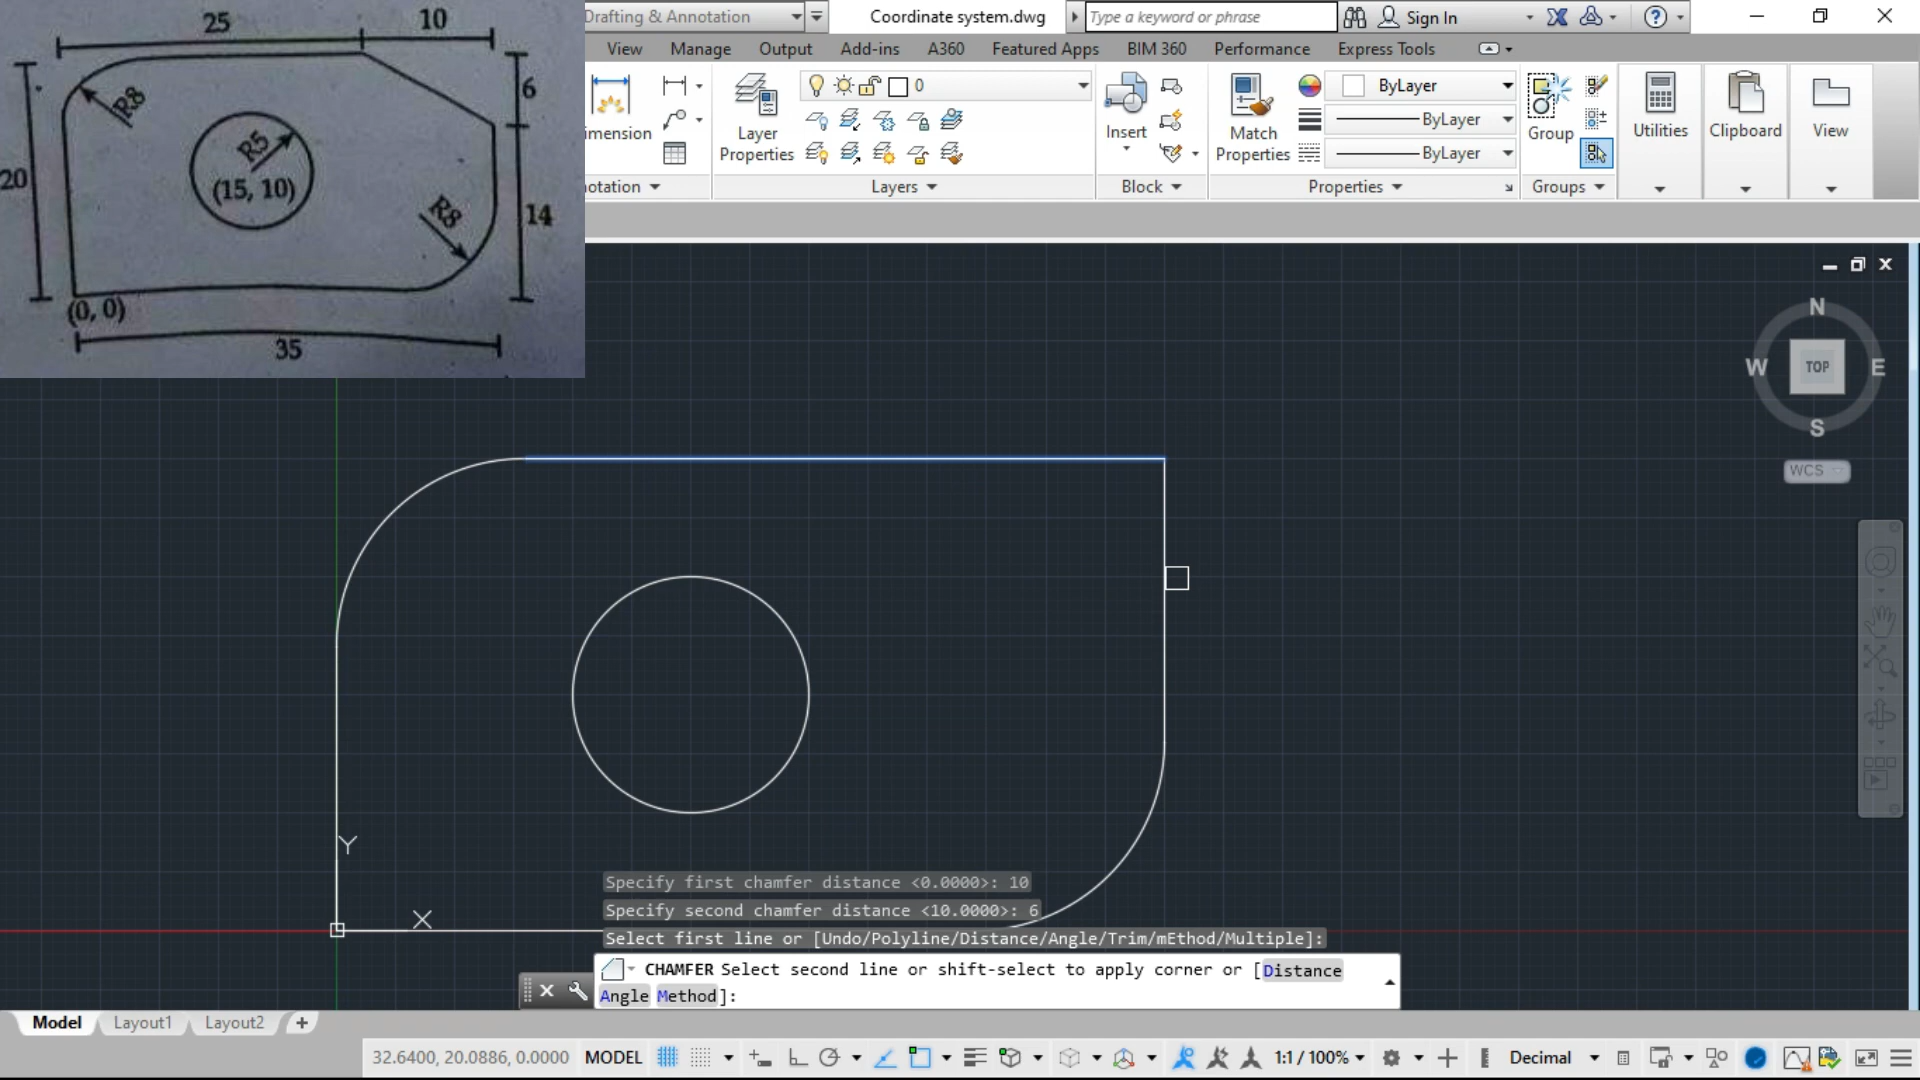 Drafting & Annotation
Coordinate system.dwg
Type a keyword or phrase
Sign In
View Manage Output Add-ins A360 Featured Apps BIM 360 Performance Express Tools
0
ByLayer
imension
Layer
Properties
Insert
Match
Properties
ByLayer
ByLayer
Group
Utilities
Clipboard
View
otation
Layers
Block
Properties
Groups
25
10
R8
6
R5
20
(15, 10)
R8
14
(0, 0)
35
N
W
TOP
E
S
WCS
Y
X
Specify first chamfer distance <0.0000>: 10
Specify second chamfer distance <10.0000>: 6
Select first line or [Undo/Polyline/Distance/Angle/Trim/mEthod/Multiple]:
CHAMFER Select second line or shift-select to apply corner or [Distance
Angle Method]:
Model Layout1 Layout2 +
32.6400, 20.0886, 0.0000 MODEL 1:1 / 100% Decimal